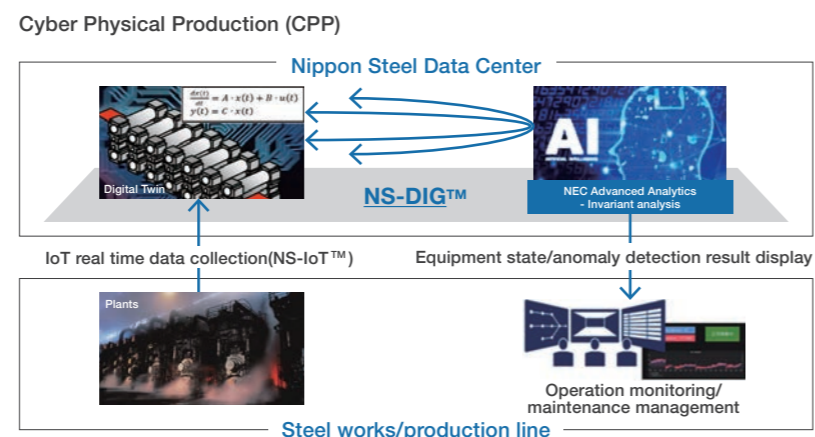 Cyber Physical Production (CPP)
Nippon Steel Data Center
dx(t)/dt = A · x(t) + B · u(t)
y(t) = C · x(t)
AI
ARTIFICIAL INTELLIGENCE
Digital Twin
NS-DIG™
NEC Advanced Analytics
- Invariant analysis
IoT real time data collection(NS-IoT™)
Equipment state/anomaly detection result display
Plants
Operation monitoring/
maintenance management
Steel works/production line